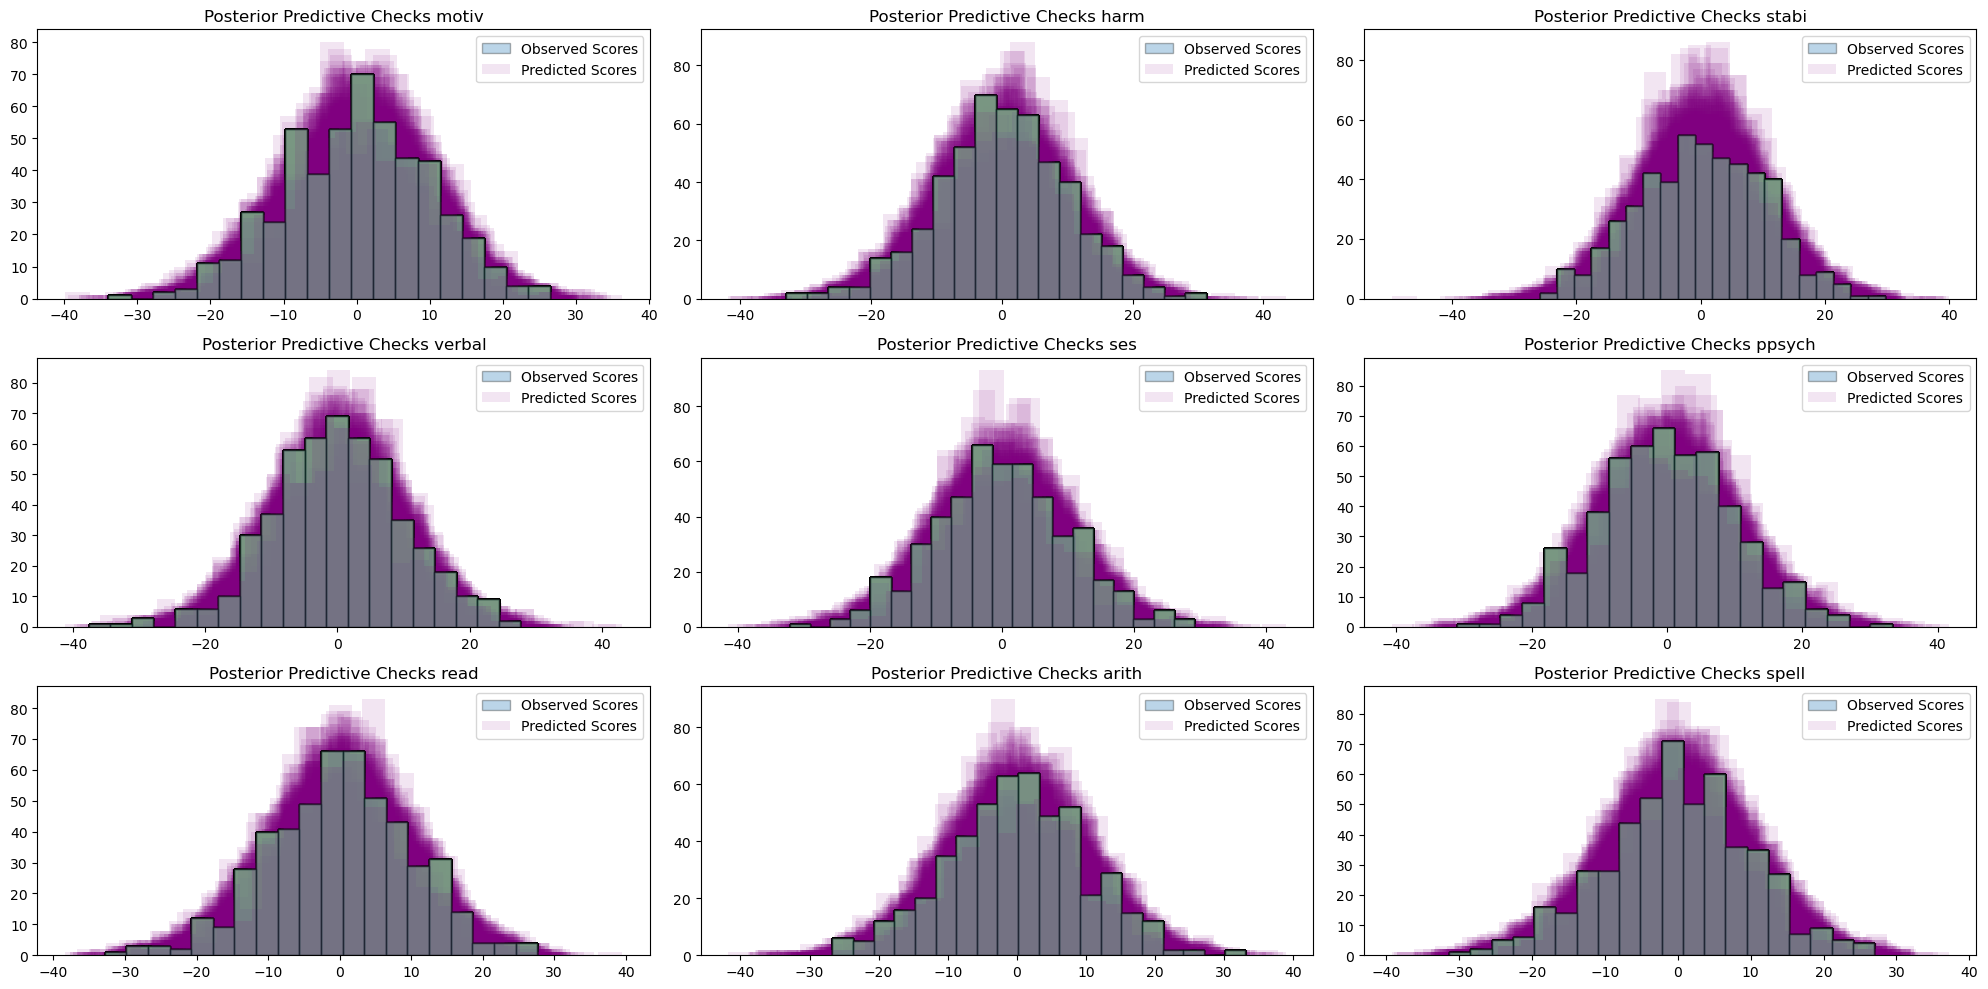 Posterior Predictive Checks motiv
Observed Scores
Predicted Scores
80
70
60
50
40
30
20
10
0
−40 −30 −20 −10 0 10 20 30 40
Posterior Predictive Checks harm
Observed Scores
Predicted Scores
80
60
40
20
0
−40 −20 0 20 40
Posterior Predictive Checks stabi
Observed Scores
Predicted Scores
80
60
40
20
0
−40 −20 0 20 40
Posterior Predictive Checks verbal
Observed Scores
Predicted Scores
80
70
60
50
40
30
20
10
0
−40 −20 0 20 40
Posterior Predictive Checks ses
Observed Scores
Predicted Scores
80
60
40
20
0
−40 −20 0 20 40
Posterior Predictive Checks ppsych
Observed Scores
Predicted Scores
80
70
60
50
40
30
20
10
0
−40 −20 0 20 40
Posterior Predictive Checks read
Observed Scores
Predicted Scores
80
70
60
50
40
30
20
10
0
−40 −30 −20 −10 0 10 20 30 40
Posterior Predictive Checks arith
Observed Scores
Predicted Scores
80
60
40
20
0
−40 −30 −20 −10 0 10 20 30 40
Posterior Predictive Checks spell
Observed Scores
Predicted Scores
80
70
60
50
40
30
20
10
0
−40 −30 −20 −10 0 10 20 30 40